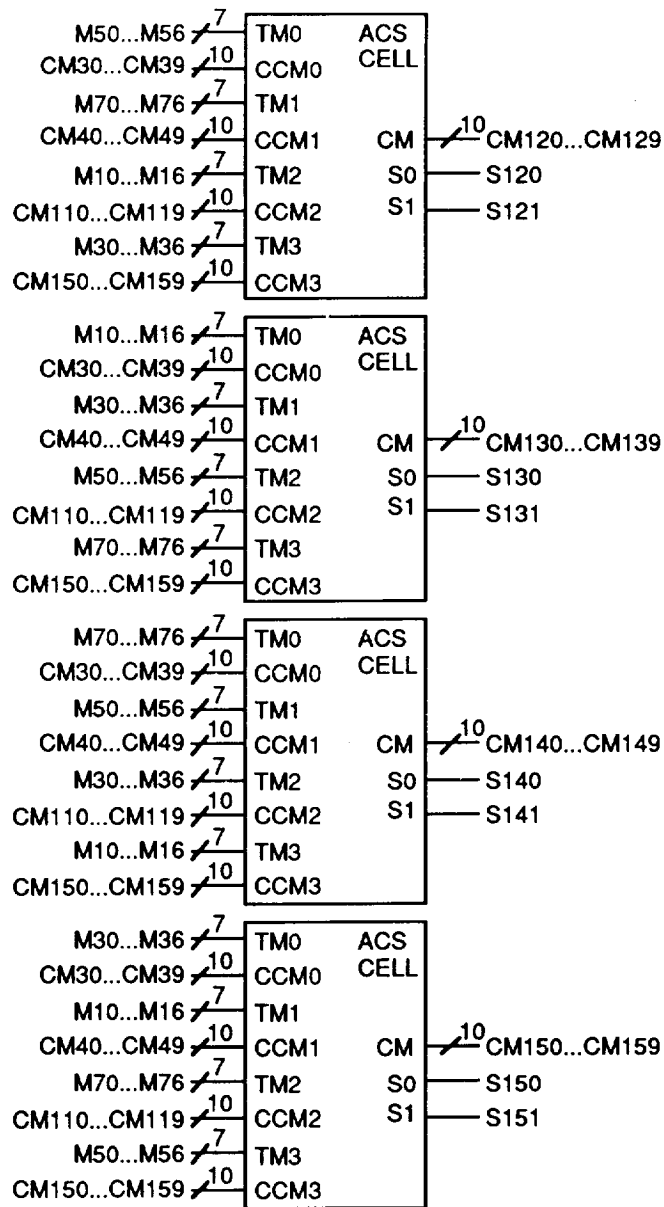 M50...M56 7 TM0 ACS
CM30...CM39 10 CCM0 CELL
M70...M76 7 TM1
CM40...CM49 10 CCM1 CM 10 CM120...CM129
M10...M16 7 TM2 S0 S120
CM110...CM119 10 CCM2 S1 S121
M30...M36 7 TM3
CM150...CM159 10 CCM3
M10...M16 7 TM0 ACS
CM30...CM39 10 CCM0 CELL
M30...M36 7 TM1
CM40...CM49 10 CCM1 CM 10 CM130...CM139
M50...M56 7 TM2 S0 S130
CM110...CM119 10 CCM2 S1 S131
M70...M76 7 TM3
CM150...CM159 10 CCM3
M70...M76 7 TM0 ACS
CM30...CM39 10 CCM0 CELL
M50...M56 7 TM1
CM40...CM49 10 CCM1 CM 10 CM140...CM149
M30...M36 7 TM2 S0 S140
CM110...CM119 10 CCM2 S1 S141
M10...M16 7 TM3
CM150...CM159 10 CCM3
M30...M36 7 TM0 ACS
CM30...CM39 10 CCM0 CELL
M10...M16 7 TM1
CM40...CM49 10 CCM1 CM 10 CM150...CM159
M70...M76 7 TM2 S0 S150
CM110...CM119 10 CCM2 S1 S151
M50...M56 7 TM3
CM150...CM159 10 CCM3